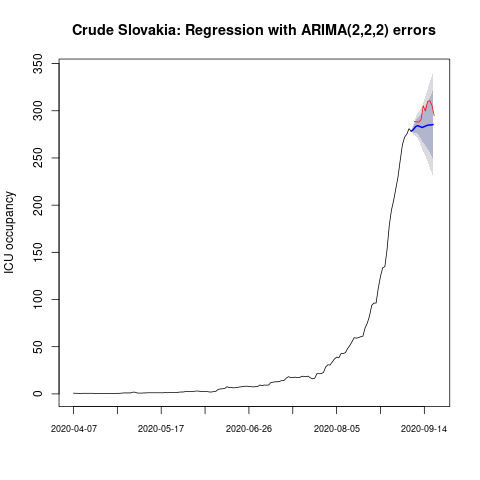 Crude Slovakia: Regression with ARIMA(2,2,2) errors
ICU occupancy
350
300
250
200
150
100
50
0
2020-04-07 2020-05-17 2020-06-26 2020-08-05 2020-09-14